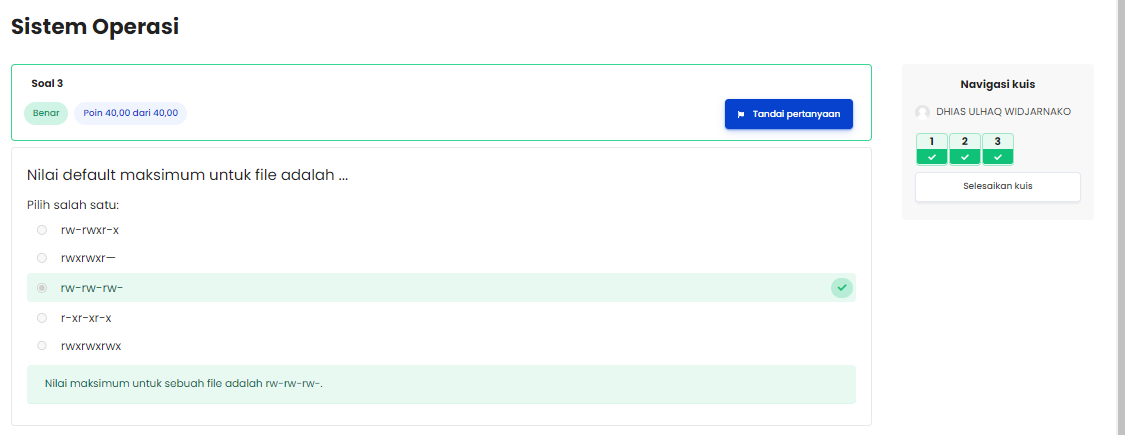 Sistem Operasi
Soal 3
Benar
Poin 40,00 dari 40,00
Tandai pertanyaan
Nilai default maksimum untuk file adalah ...
Pilih salah satu:
rw-rwxr-x
rwxrwxr—
rw-rw-rw-
r-xr-xr-x
rwxrwxrwx
Nilai maksimum untuk sebuah file adalah rw-rw-rw-.
Navigasi kuis
DHIAS ULHAQ WIDJARNAKO
1 2 3
Selesaikan kuis